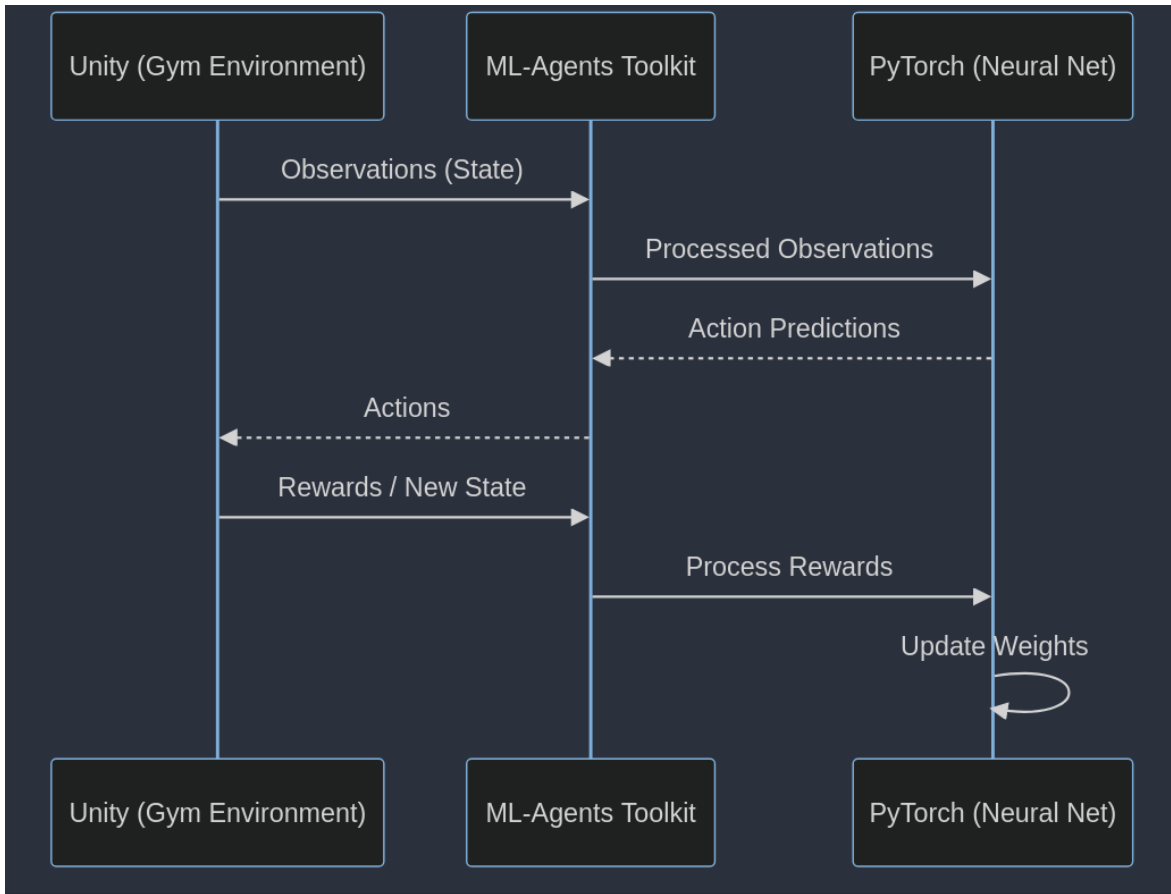 Unity (Gym Environment)
ML-Agents Toolkit
PyTorch (Neural Net)
Observations (State)
Processed Observations
Action Predictions
Actions
Rewards / New State
Process Rewards
Update Weights
Unity (Gym Environment)
ML-Agents Toolkit
PyTorch (Neural Net)